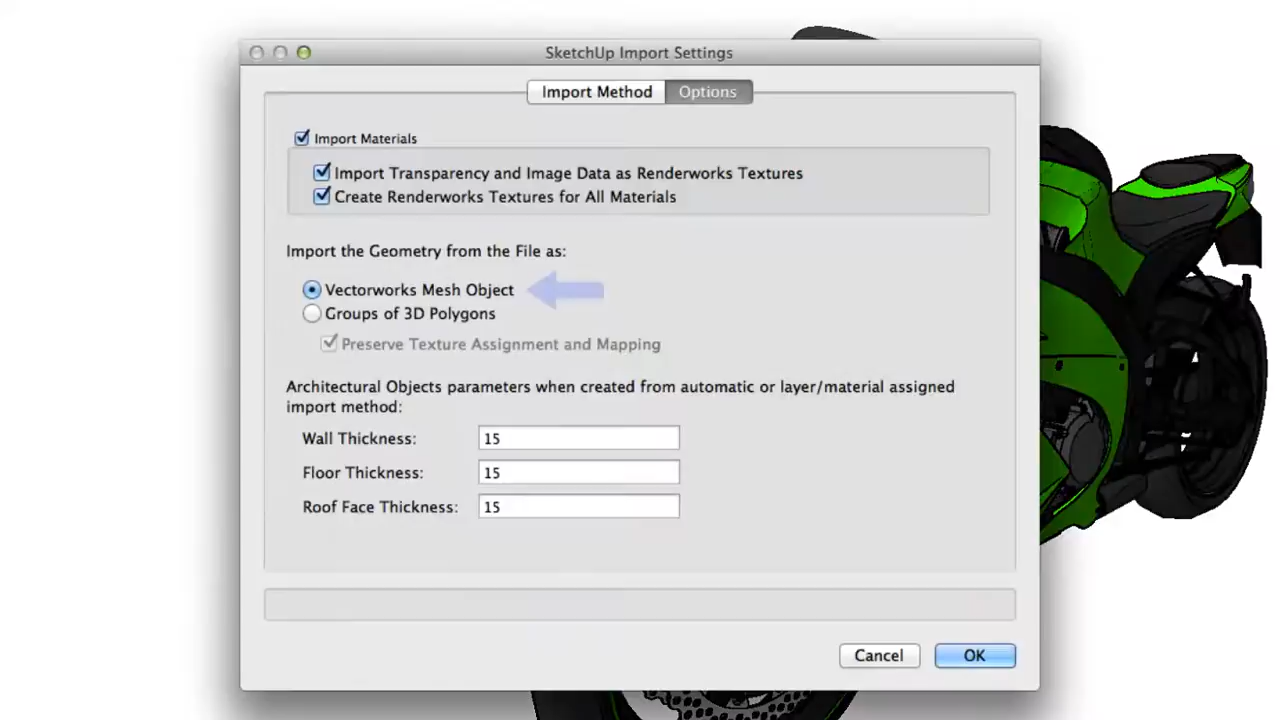 SketchUp Import Settings
Import Method Options
Import Materials
Import Transparency and Image Data as Renderworks Textures
Create Renderworks Textures for All Materials
Import the Geometry from the File as:
Vectorworks Mesh Object
Groups of 3D Polygons
Preserve Texture Assignment and Mapping
Architectural Objects parameters when created from automatic or layer/material assigned
import method:
Wall Thickness: 15
Floor Thickness: 15
Roof Face Thickness: 15
Cancel OK